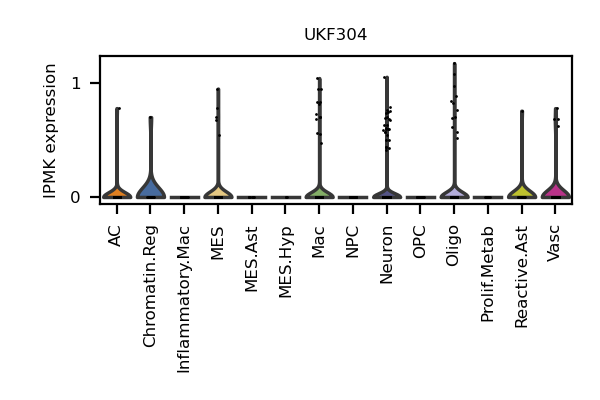 UKF304
IPMK expression
1
0
AC
Chromatin.Reg
Inflammatory.Mac
MES
MES.Ast
MES.Hyp
Mac
NPC
Neuron
OPC
Oligo
Prolif.Metab
Reactive.Ast
Vasc